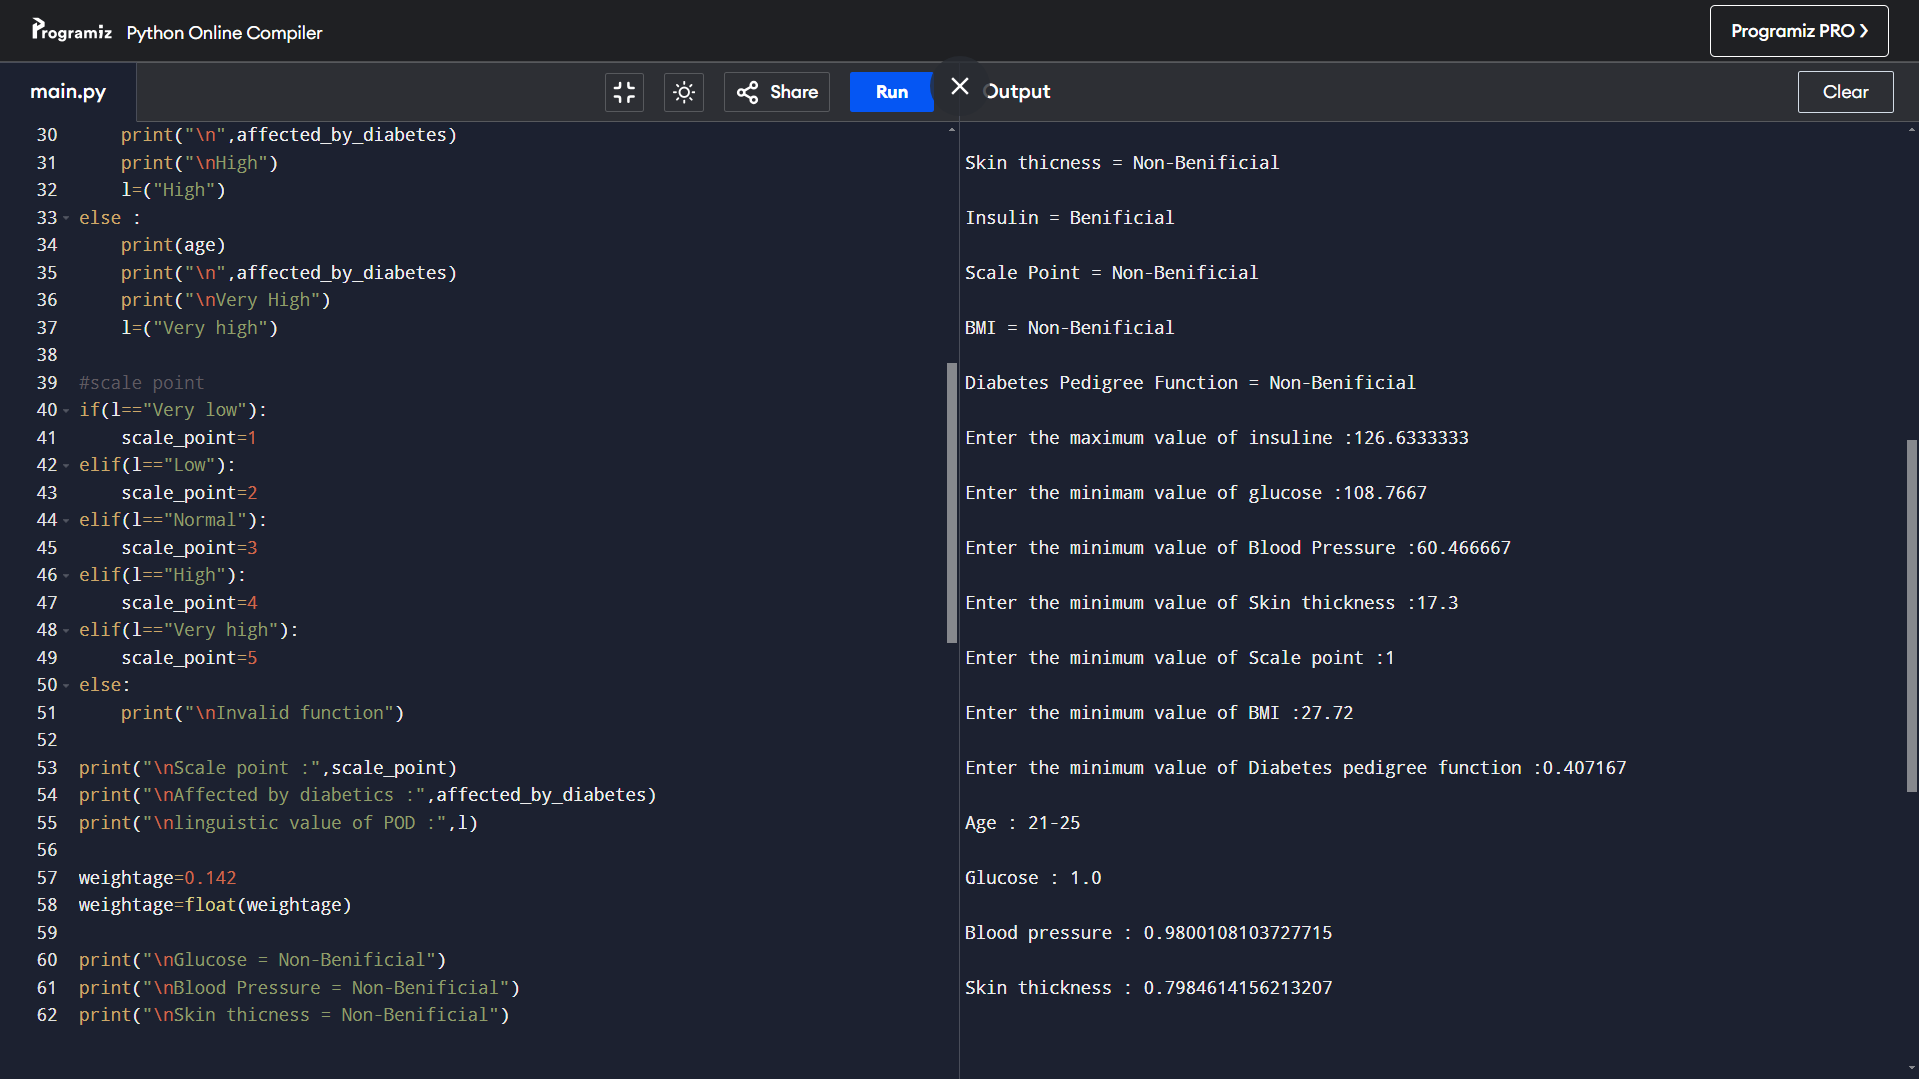 Programiz Python Online Compiler
Programiz PRO ❯
main.py
Share
Run
Output
Clear
30 print("\n",affected_by_diabetes)
31 print("\nHigh")
32 l=("High")
33 else :
34 print(age)
35 print("\n",affected_by_diabetes)
36 print("\nVery High")
37 l=("Very high")
38
39 #scale point
40 if(l=="Very low"):
41 scale_point=1
42 elif(l=="Low"):
43 scale_point=2
44 elif(l=="Normal"):
45 scale_point=3
46 elif(l=="High"):
47 scale_point=4
48 elif(l=="Very high"):
49 scale_point=5
50 else:
51 print("\nInvalid function")
52
53 print("\nScale point :",scale_point)
54 print("\nAffected by diabetics :",affected_by_diabetes)
55 print("\nlinguistic value of POD :",l)
56
57 weightage=0.142
58 weightage=float(weightage)
59
60 print("\nGlucose = Non-Benificial")
61 print("\nBlood Pressure = Non-Benificial")
62 print("\nSkin thicness = Non-Benificial")
Skin thicness = Non-Benificial
Insulin = Benificial
Scale Point = Non-Benificial
BMI = Non-Benificial
Diabetes Pedigree Function = Non-Benificial
Enter the maximum value of insuline :126.6333333
Enter the minimam value of glucose :108.7667
Enter the minimum value of Blood Pressure :60.466667
Enter the minimum value of Skin thickness :17.3
Enter the minimum value of Scale point :1
Enter the minimum value of BMI :27.72
Enter the minimum value of Diabetes pedigree function :0.407167
Age : 21-25
Glucose : 1.0
Blood pressure : 0.9800108103727715
Skin thickness : 0.7984614156213207